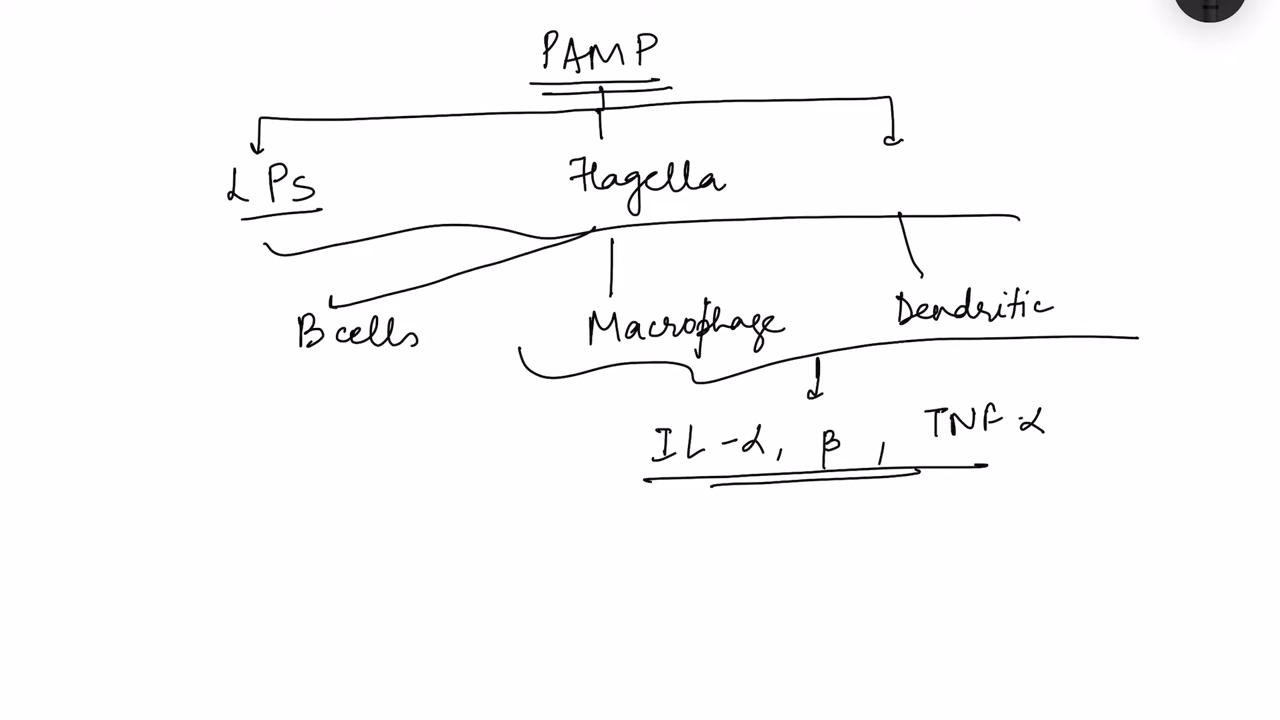 PAMP
LPS Flagella
B cells Macrophage Dendritic
IL-α, β, TNF α